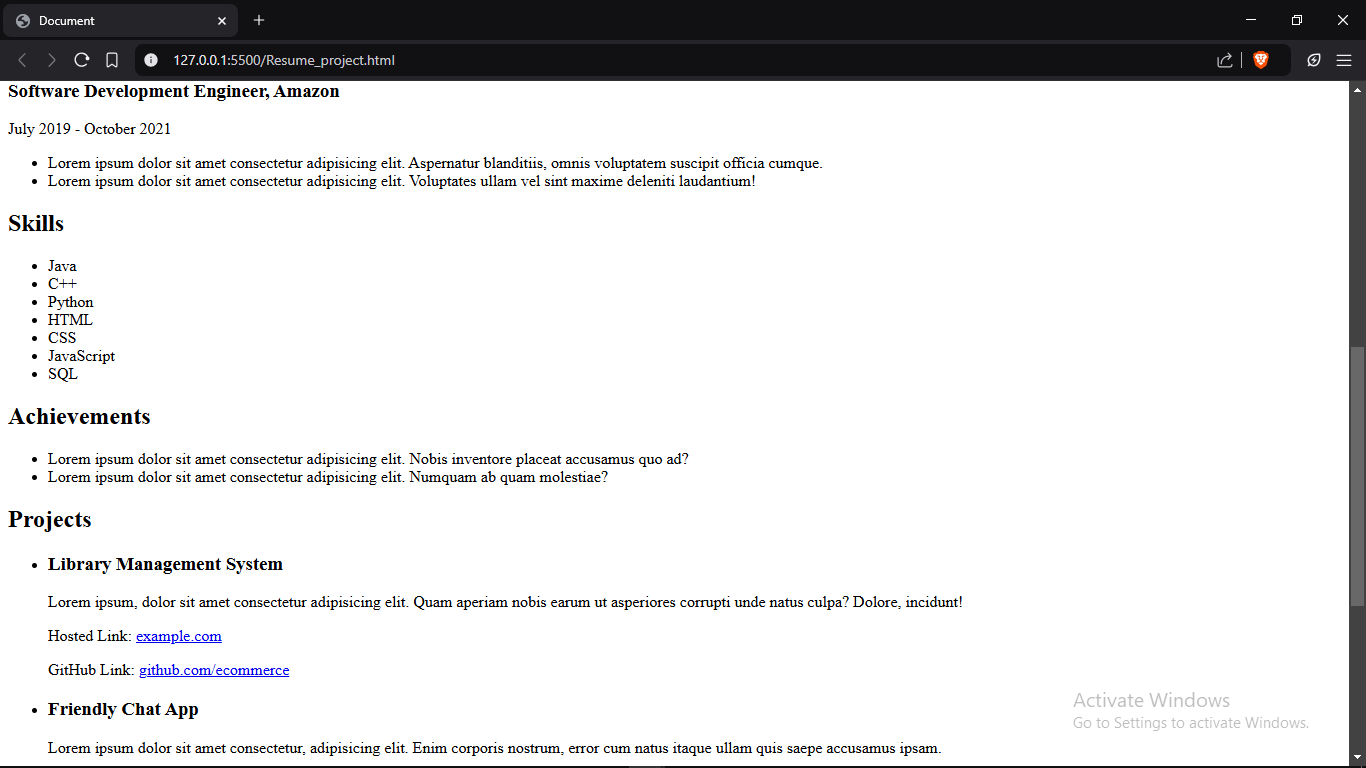 Document
127.0.0.1:5500/Resume_project.html
Software Development Engineer, Amazon
July 2019 - October 2021
Lorem ipsum dolor sit amet consectetur adipisicing elit. Aspernatur blanditiis, omnis voluptatem suscipit officia cumque.
Lorem ipsum dolor sit amet consectetur adipisicing elit. Voluptates ullam vel sint maxime deleniti laudantium!
Skills
Java
C++
Python
HTML
CSS
JavaScript
SQL
Achievements
Lorem ipsum dolor sit amet consectetur adipisicing elit. Nobis inventore placeat accusamus quo ad?
Lorem ipsum dolor sit amet consectetur adipisicing elit. Numquam ab quam molestiae?
Projects
Library Management System
Lorem ipsum, dolor sit amet consectetur adipisicing elit. Quam aperiam nobis earum ut asperiores corrupti unde natus culpa? Dolore, incidunt!
Hosted Link: example.com
GitHub Link: github.com/ecommerce
Friendly Chat App
Lorem ipsum dolor sit amet consectetur, adipisicing elit. Enim corporis nostrum, error cum natus itaque ullam quis saepe accusamus ipsam.
Activate Windows
Go to Settings to activate Windows.